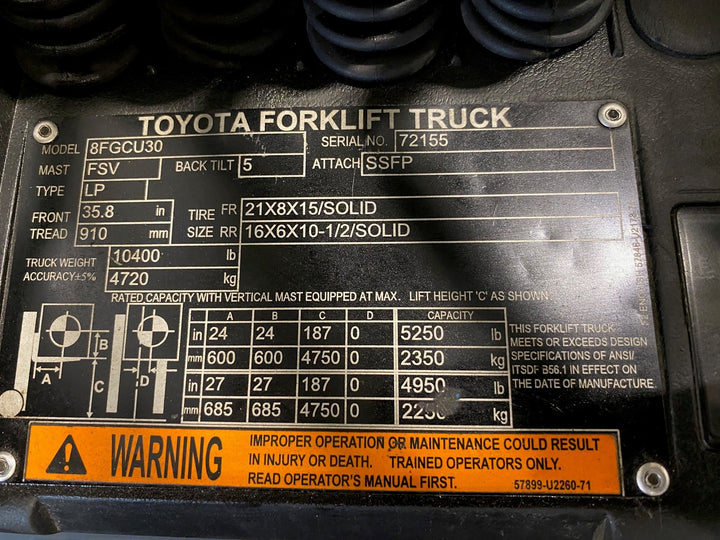 TOYOTA FORKLIFT TRUCK
MODEL 8FGCU30 SERIAL NO. 72155
MAST FSV BACK TILT 5 ATTACH SSFP
TYPE LP
FRONT 35.8 in TIRE FR 21X8X15/SOLID
TREAD 910 mm SIZE RR 16X6X10-1/2/SOLID
TRUCK WEIGHT 10400 lb
ACCURACY±5% 4720 kg
RATED CAPACITY WITH VERTICAL MAST EQUIPPED AT MAX. LIFT HEIGHT 'C' AS SHOWN
A B C D CAPACITY
in 24 24 187 0 5250 lb
mm 600 600 4750 0 2350 kg
in 27 27 187 0 4950 lb
mm 685 685 4750 0 2250 kg
B
A D
C
THIS FORKLIFT TRUCK
MEETS OR EXCEEDS DESIGN
SPECIFICATIONS OF ANSI/
ITSDF B56.1 IN EFFECT ON
THE DATE OF MANUFACTURE
WARNING
IMPROPER OPERATION OR MAINTENANCE COULD RESULT
IN INJURY OR DEATH. TRAINED OPERATORS ONLY.
READ OPERATOR'S MANUAL FIRST. 57899-U2260-71